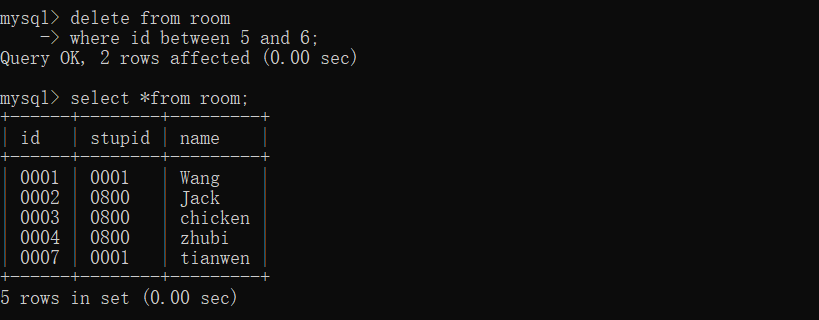 mysql> delete from room
    -> where id between 5 and 6;
Query OK, 2 rows affected (0.00 sec)

mysql> select *from room;
+------+--------+---------+
| id   | stupid | name    |
+------+--------+---------+
| 0001 | 0001   | Wang    |
| 0002 | 0800   | Jack    |
| 0003 | 0800   | chicken |
| 0004 | 0800   | zhubi   |
| 0007 | 0001   | tianwen |
+------+--------+---------+
5 rows in set (0.00 sec)